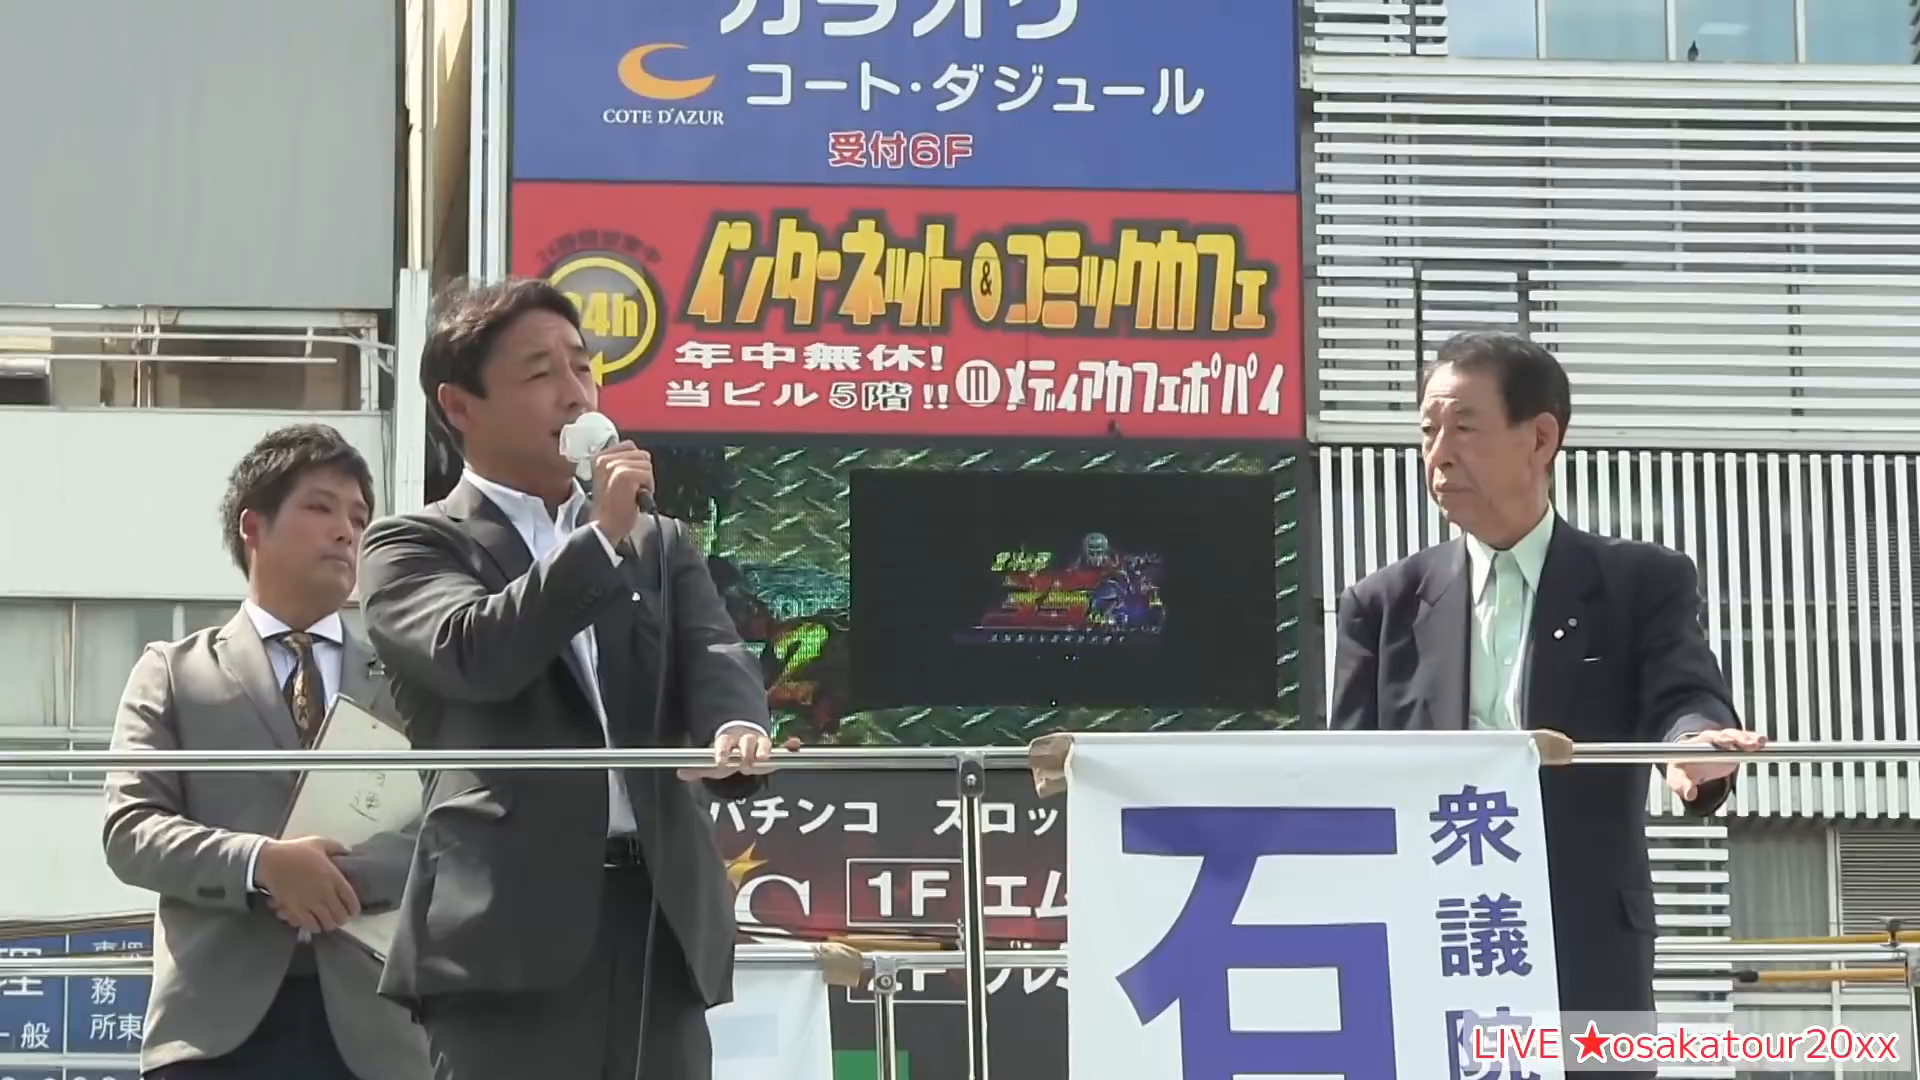 カラオケ
コート・ダジュール
COTE D'AZUR
受付6F
24h
インターネット&コミックカフェ
年中無休!
当ビル5階!!
メディアカフェポパイ
ANNIVERSARY
パチンコ スロッ
1F エム
衆議院
石
務
一般
所東
LIVE ★osakatour20xx